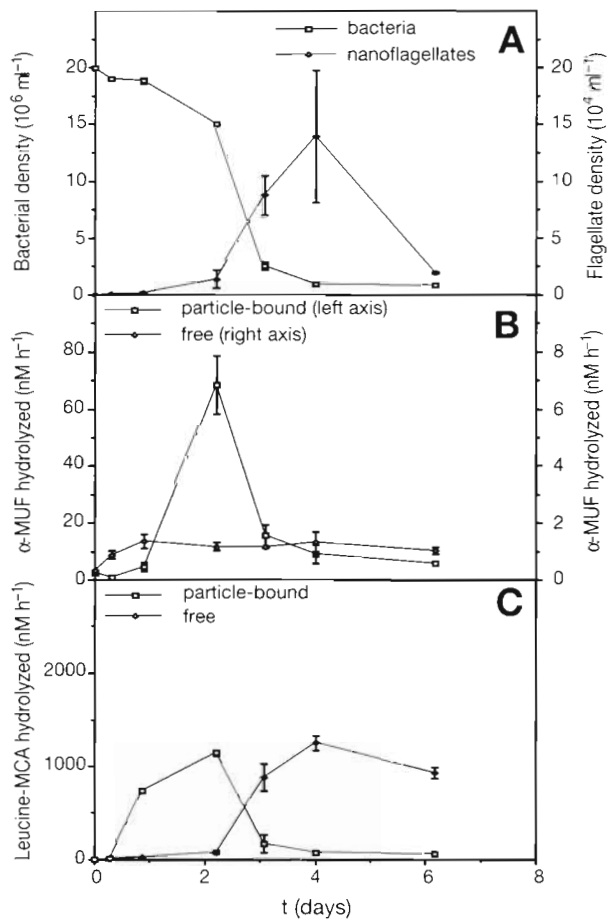 bacteria
nanoflagellates
A
Bacterial density (10⁶ ml⁻¹)
20
15
10
5
0
Flagellate density (10⁴ ml⁻¹)
20
15
10
5
0
particle-bound (left axis)
free (right axis)
B
α-MUF hydrolyzed (nM h⁻¹)
80
60
40
20
0
α-MUF hydrolyzed (nM h⁻¹)
8
6
4
2
0
particle-bound
free
C
Leucine-MCA hydrolyzed (nM h⁻¹)
2000
1000
0
0
2
4
6
8
t (days)